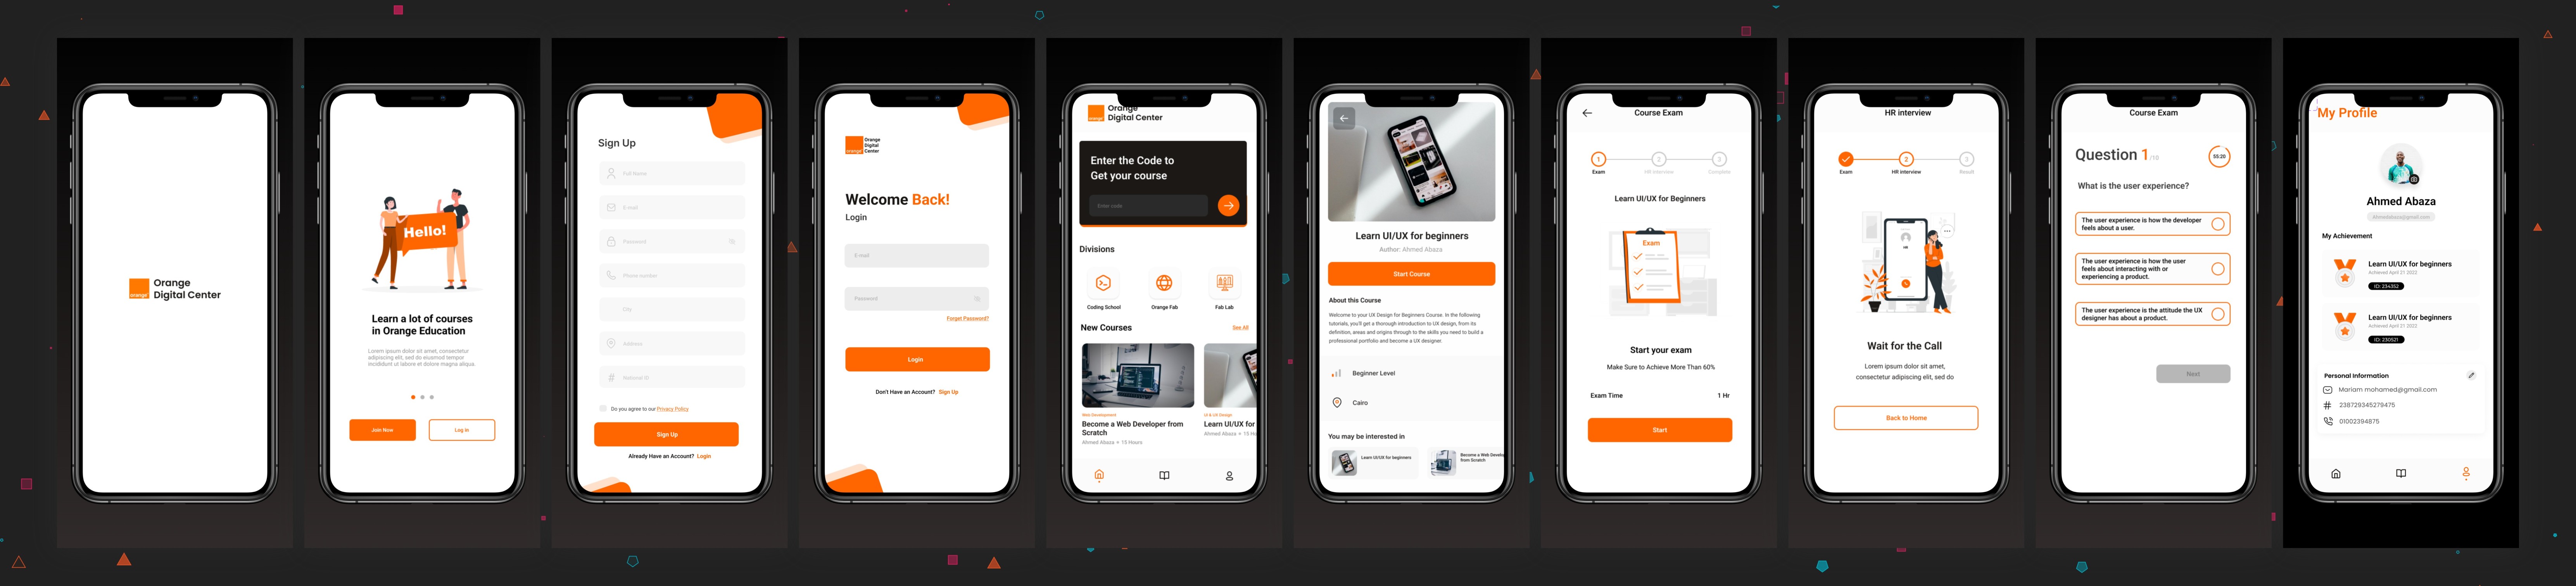 orange
Orange
Digital Center
Hello!
Learn a lot of courses
in Orange Education
Lorem ipsum dolor sit amet, consectetur
adipiscing elit, sed do eiusmod tempor
incididunt ut labore et dolore magna aliqua.
Join Now
Log in
Sign Up
Full Name
E-mail
Password
Phone number
City
Address
National ID
Do you agree to our Privacy Policy
Sign Up
Already Have an Account? Login
orange
Orange
Digital
Center
Welcome Back!
Login
E-mail
Password
Forget Password?
Login
Don't Have an Account? Sign Up
orange
Orange
Digital Center
Enter the Code to
Get your course
Enter code
Divisions
Coding School
Orange Fab
Fab Lab
New Courses
See All
Web Development
Become a Web Developer from
Scratch
Ahmed Abaza • 15 Hours
UI & UX Design
Learn UI/UX for
Ahmed Abaza • 15 Ho
Learn UI/UX for beginners
Author: Ahmed Abaza
Start Course
About this Course
Welcome to your UX Design for Beginners Course. In the following
tutorials, you'll get a thorough introduction to UX design, from its
definition, areas and origins through to the skills you need to build a
professional portfolio and become a UX designer.
Beginner Level
Cairo
You may be interested in
Learn UI/UX for beginners
Become a Web Develop
from Scratch
Course Exam
1
2
3
Exam
HR interview
Complete
Learn UI/UX for Beginners
Exam
Start your exam
Make Sure to Achieve More Than 60%
Exam Time
1 Hr
Start
HR interview
2
3
Exam
HR interview
Result
HR
Wait for the Call
Lorem ipsum dolor sit amet,
consectetur adipiscing elit, sed do
Back to Home
Course Exam
Question 1/10
55:20
What is the user experience?
The user experience is how the developer
feels about a user.
The user experience is how the user
feels about interacting with or
experiencing a product.
The user experience is the attitude the UX
designer has about a product.
Next
My Profile
Ahmed Abaza
Ahmedabaza@gmail.com
My Achievement
Learn UI/UX for beginners
Achieved April 21 2022
ID: 234352
Learn UI/UX for beginners
Achieved April 21 2022
ID: 230521
Personal Information
Mariam mohamed@gmail.com
238729345279475
01002394875